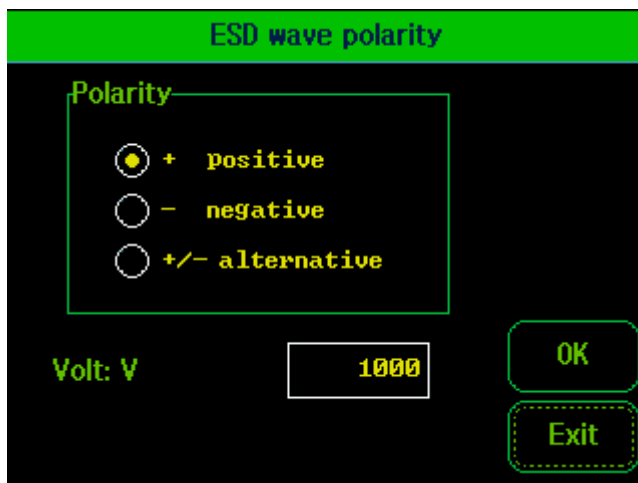 ESD wave polarity
Polarity
+ positive
- negative
+/- alternative
Volt: V 1000
OK
Exit